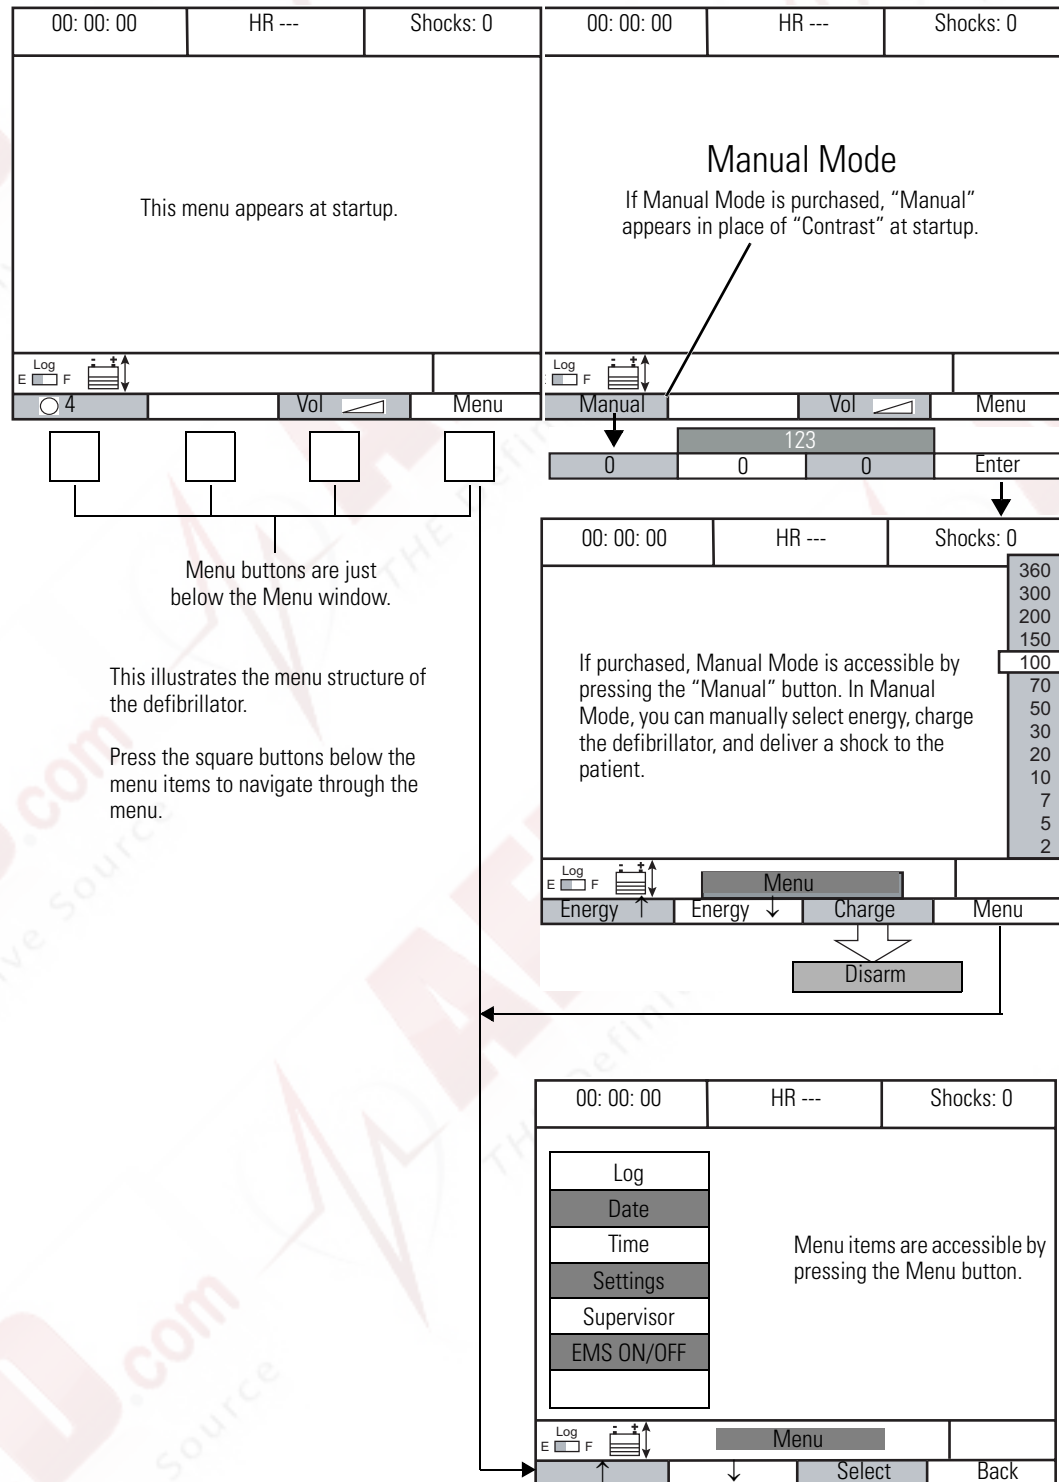 00: 00: 00 HR --- Shocks: 0
This menu appears at startup.
Log
E F - +
4 Vol Menu
Menu buttons are just
below the Menu window.
This illustrates the menu structure of
the defibrillator.
Press the square buttons below the
menu items to navigate through the
menu.
00: 00: 00 HR --- Shocks: 0
Manual Mode
If Manual Mode is purchased, “Manual”
appears in place of “Contrast” at startup.
Log
F - +
Manual Vol Menu
123
0 0 0 Enter
00: 00: 00 HR --- Shocks: 0
360
300
200
150
100
70
50
30
20
10
7
5
2
If purchased, Manual Mode is accessible by
pressing the “Manual” button. In Manual
Mode, you can manually select energy, charge
the defibrillator, and deliver a shock to the
patient.
Log
E F - +
Menu
Energy ↑ Energy ↓ Charge Menu
Disarm
00: 00: 00 HR --- Shocks: 0
Log
Date
Time
Settings
Supervisor
EMS ON/OFF
Menu items are accessible by
pressing the Menu button.
Log
E F - +
Menu
↑ ↓ Select Back